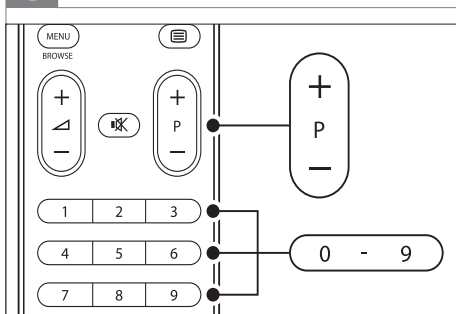 MENU
BROWSE
+ +
P
− −
1 2 3
4 5 6
7 8 9
+
P
−
0 - 9